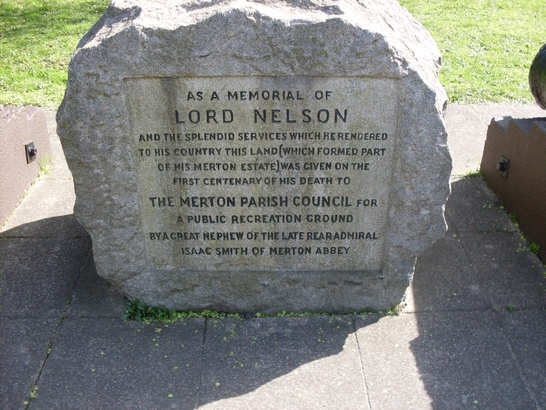 AS A MEMORIAL OF
LORD NELSON
AND THE SPLENDID SERVICES WHICH HE RENDERED
TO HIS COUNTRY THIS LAND (WHICH FORMED PART
OF HIS MERTON ESTATE) WAS GIVEN ON THE
FIRST CENTENARY OF HIS DEATH TO
THE MERTON PARISH COUNCIL FOR
A PUBLIC RECREATION GROUND
BY A GREAT NEPHEW OF THE LATE REAR ADMIRAL
ISAAC SMITH OF MERTON ABBEY